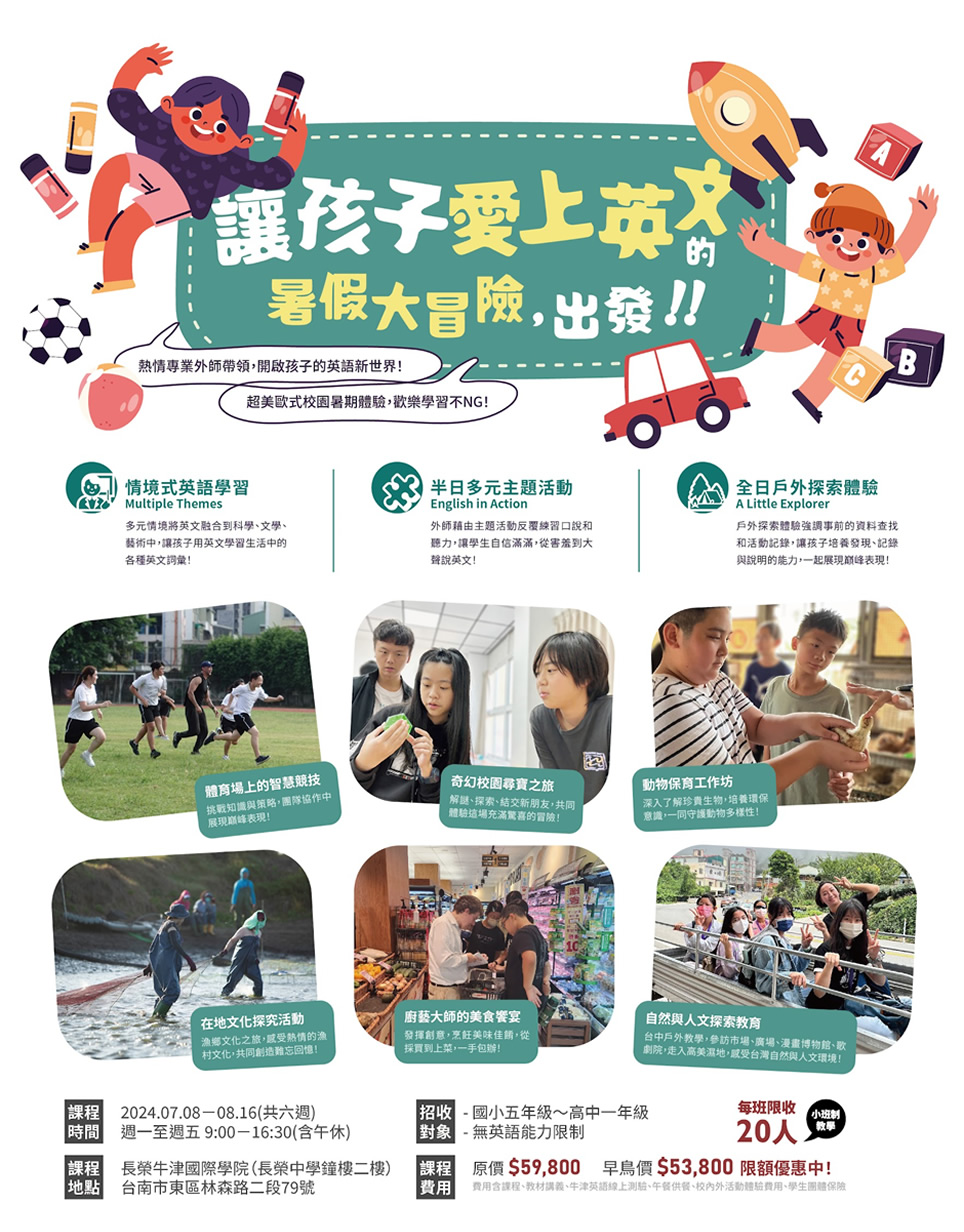 讓孩子愛上英文的
暑假大冒險,出發!!
A
B
C
熱情專業外師帶領,開啟孩子的英語新世界!
超美歐式校園暑期體驗,歡樂學習不NG!
情境式英語學習
Multiple Themes
多元情境將英文融合到科學、文學、
藝術中,讓孩子用英文學習生活中的
各種英文詞彙!
半日多元主題活動
English in Action
外師藉由主題活動反覆練習口說和
聽力,讓學生自信滿滿,從害羞到大
聲說英文!
全日戶外探索體驗
A Little Explorer
戶外探索體驗強調事前的資料查找
和活動記錄,讓孩子培養發現、記錄
與說明的能力,一起展現巔峰表現!
體育場上的智慧競技
挑戰知識與策略,團隊協作中
展現巔峰表現!
奇幻校園尋寶之旅
解謎、探索、結交新朋友,共同
體驗這場充滿驚喜的冒險!
動物保育工作坊
深入了解珍貴生物,培養環保
意識,一同守護動物多樣性!
在地文化探究活動
漁鄉文化之旅,感受熱情的漁
村文化,共同創造難忘回憶!
廚藝大師的美食饗宴
發揮創意,烹飪美味佳餚,從
採買到上菜,一手包辦!
自然與人文探索教育
台中戶外教學,參訪市場、廣場、漫畫博物館、歌
劇院,走入高美濕地,感受台灣自然與人文環境!
課程時間
2024.07.08－08.16(共六週)
週一至週五 9:00－16:30(含午休)
招收對象
- 國小五年級～高中一年級
- 無英語能力限制
每班限收
20人
小班制
教學
課程地點
長榮牛津國際學院(長榮中學鐘樓二樓)
台南市東區林森路二段79號
課程費用
原價 $59,800 早鳥價 $53,800 限額優惠中!
費用含課程、教材講義、牛津英語線上測驗、午餐供餐、校內外活動體驗費用、學生團體保險